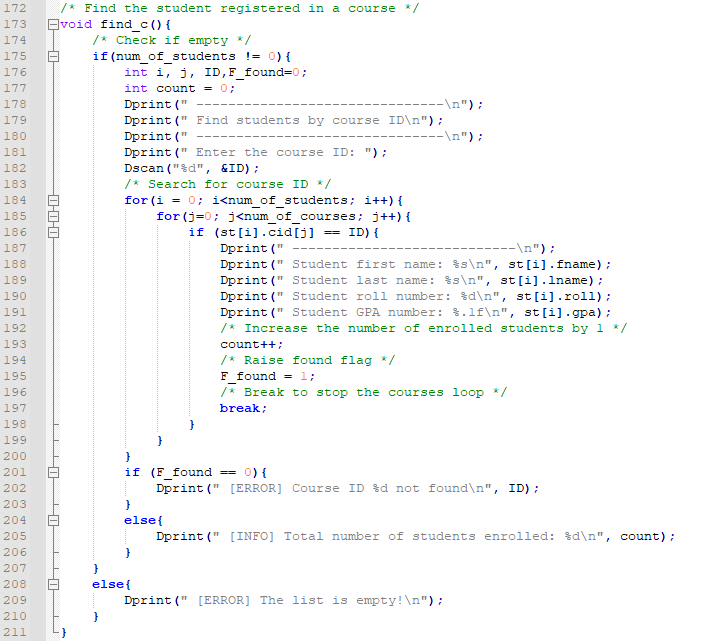 172 /* Find the student registered in a course */
173 void find_c(){
174     /* Check if empty */
175     if(num_of_students != 0){
176         int i, j, ID,F_found=0;
177         int count = 0;
178         Dprint(" -------------------------------\n");
179         Dprint(" Find students by course ID\n");
180         Dprint(" -------------------------------\n");
181         Dprint(" Enter the course ID: ");
182         Dscan("%d", &ID);
183         /* Search for course ID */
184         for(i = 0; i<num_of_students; i++){
185             for(j=0; j<num_of_courses; j++){
186                 if (st[i].cid[j] == ID){
187                     Dprint(" ----------------------------\n");
188                     Dprint(" Student first name: %s\n", st[i].fname);
189                     Dprint(" Student last name: %s\n", st[i].lname);
190                     Dprint(" Student roll number: %d\n", st[i].roll);
191                     Dprint(" Student GPA number: %.1f\n", st[i].gpa);
192                     /* Increase the number of enrolled students by 1 */
193                     count++;
194                     /* Raise found flag */
195                     F_found = 1;
196                     /* Break to stop the courses loop */
197                     break;
198                 }
199             }
200         }
201         if (F_found == 0){
202             Dprint(" [ERROR] Course ID %d not found\n", ID);
203         }
204         else{
205             Dprint(" [INFO] Total number of students enrolled: %d\n", count);
206         }
207     }
208     else{
209         Dprint(" [ERROR] The list is empty!\n");
210     }
211 }